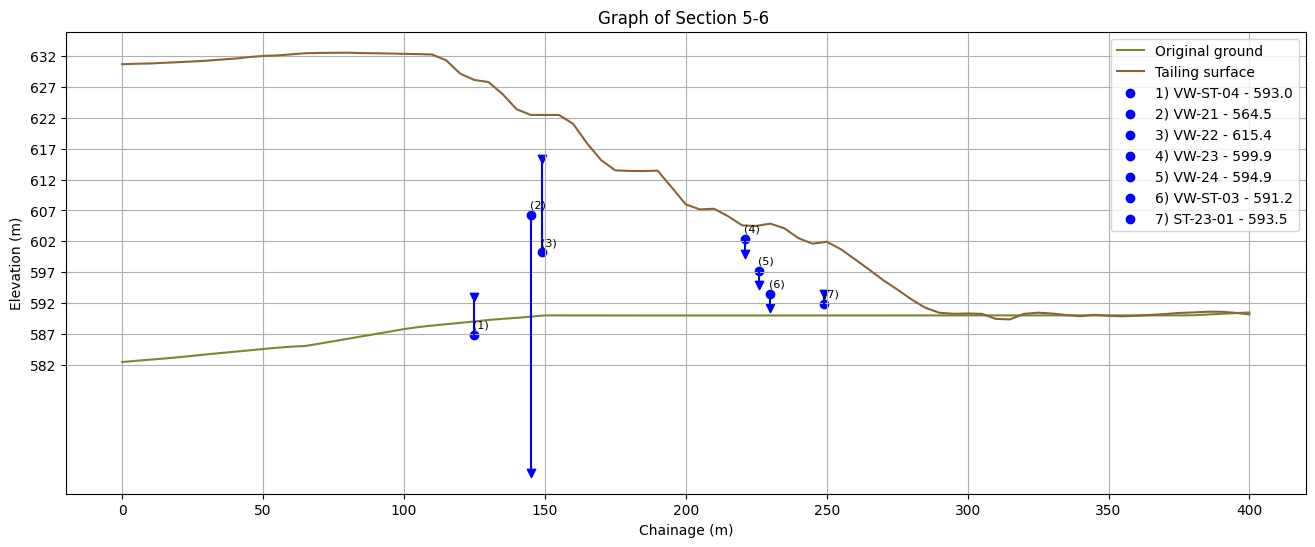 Graph of Section 5-6
Original ground
Tailing surface
1) VW-ST-04 - 593.0
2) VW-21 - 564.5
3) VW-22 - 615.4
4) VW-23 - 599.9
5) VW-24 - 594.9
6) VW-ST-03 - 591.2
7) ST-23-01 - 593.5
Elevation (m)
632
627
622
617
612
607
602
597
592
587
582
(2)
(3)
(4)
(5)
(6)
(7)
(1)
0 50 100 150 200 250 300 350 400
Chainage (m)